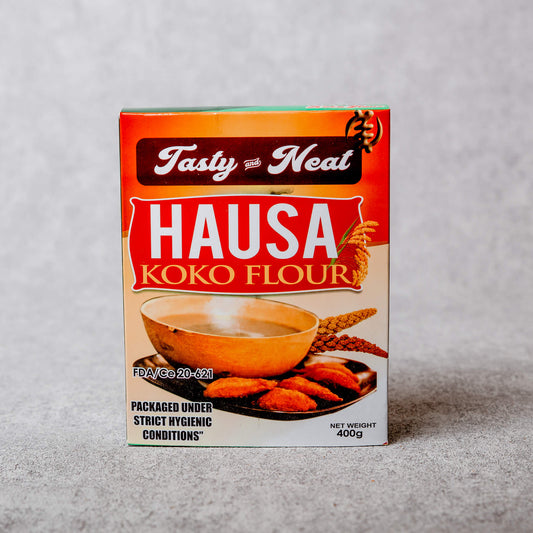 Tasty and Neat
HAUSA
KOKO FLOUR
FDA/Ce 20-621
PACKAGED UNDER
STRICT HYGIENIC
CONDITIONS"
NET WEIGHT
400g